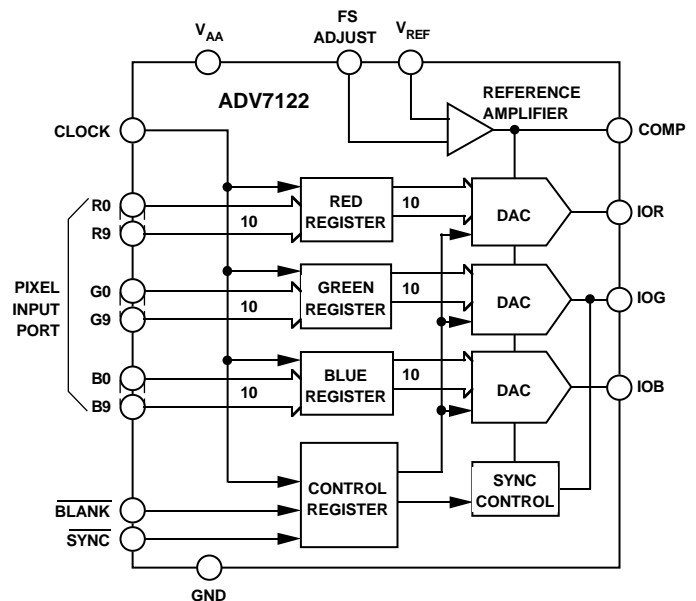 FS
ADJUST
V_AA
V_REF
ADV7122
REFERENCE
AMPLIFIER
CLOCK
COMP
R0
R9
10
RED
REGISTER
10
DAC
IOR
PIXEL
INPUT
PORT
G0
G9
10
GREEN
REGISTER
10
DAC
IOG
B0
B9
10
BLUE
REGISTER
10
DAC
IOB
BLANK
SYNC
CONTROL
REGISTER
SYNC
CONTROL
GND